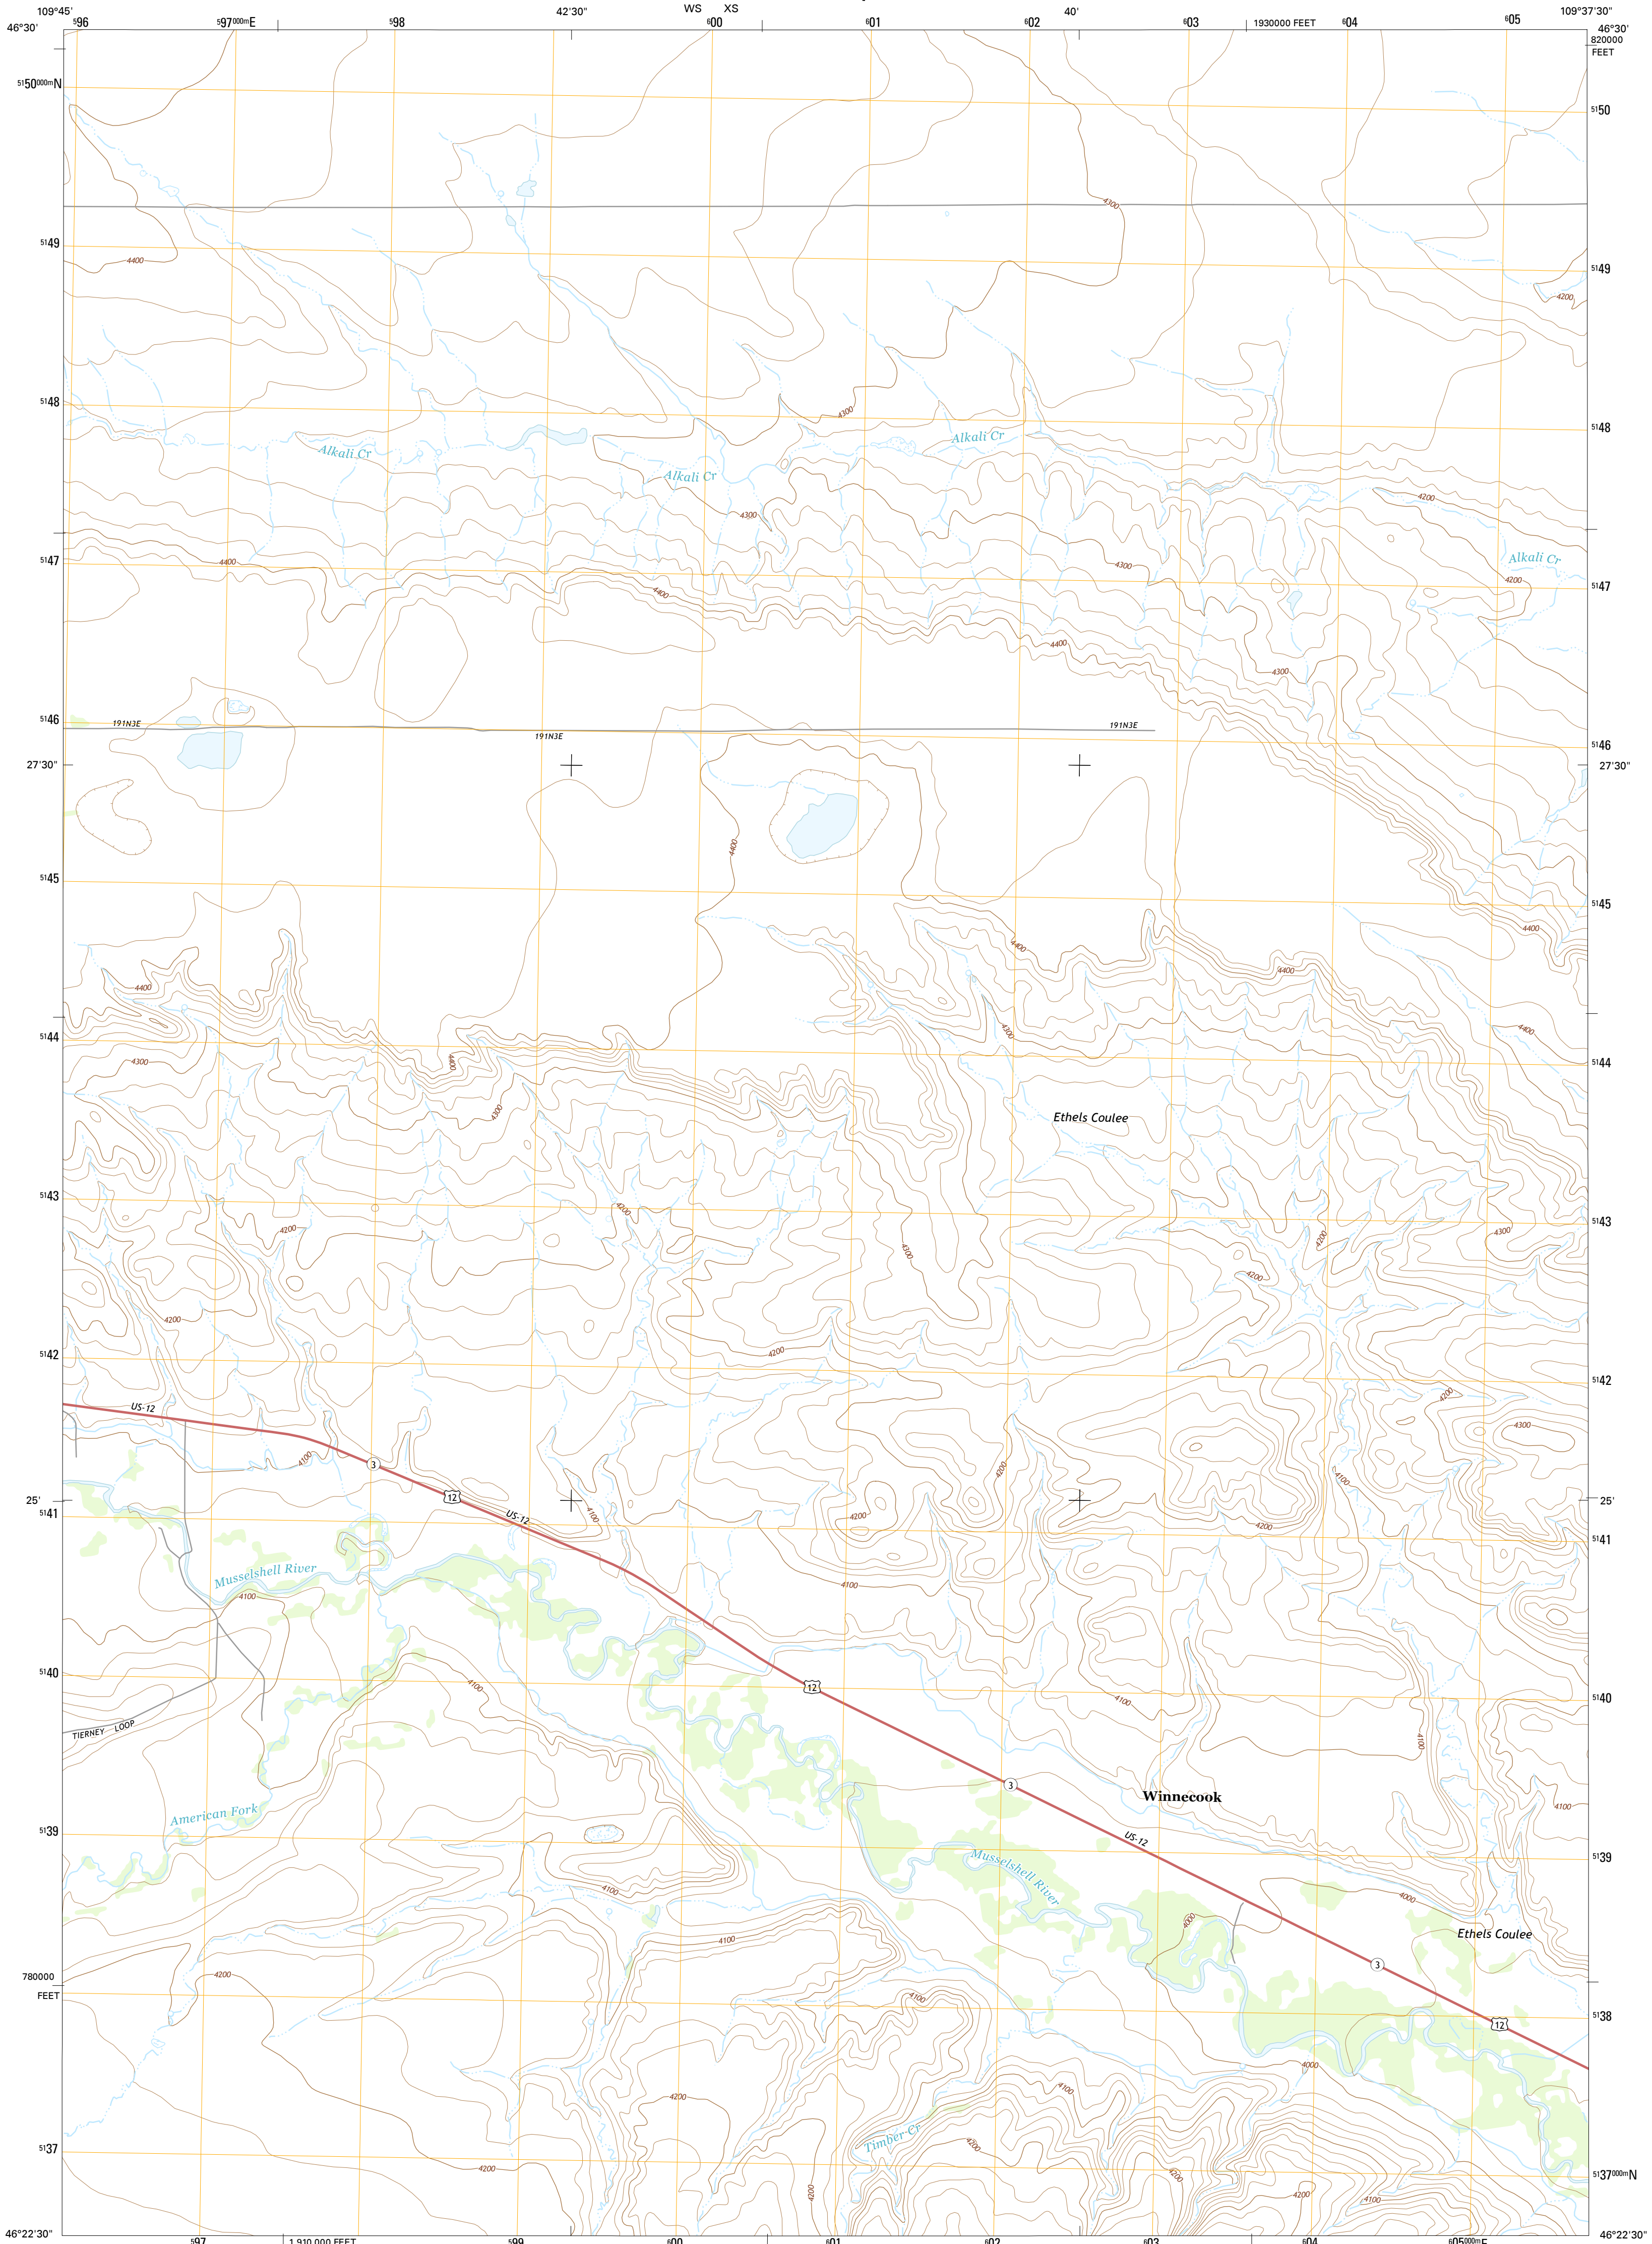 109°45' 42'30" WS XS 40' 109°37'30"
⁵96 ⁵97⁰⁰⁰ᵐE ⁵98 ⁶00 ⁶01 ⁶02 ⁶03 1930000 FEET ⁶04 ⁶05
46°30' 46°30'
820000
FEET
⁵¹50⁰⁰⁰ᵐN ⁵¹50
4300
⁵¹49 ⁵¹49
4400
4200
⁵¹48 4300 ⁵¹48
Alkali Cr Alkali Cr
Alkali Cr
4200
4300
⁵¹47 4400 4300 Alkali Cr ⁵¹47
4200
4400
4400
4300
⁵¹46 191N3E 191N3E ⁵¹46
191N3E
27'30" 27'30"
4400
⁵¹45 ⁵¹45
4400
4400
4400
4400
⁵¹44 4300 4400 ⁵¹44
4300 4400
4300 Ethels Coulee
⁵¹43 4200 ⁵¹43
4200 4200 4300
4300
4200
4200
⁵¹42 4200 ⁵¹42
4200
US-12
4300
4100 3 4200 4100
12
25' 25'
⁵¹41 US-12 4100 4200 4200 ⁵¹41
Musselshell River
4100 4100
⁵¹40 4100 12 4100 ⁵¹40
TIERNEY LOOP 4100
3
Winnecook
American Fork 4100
⁵¹39 US-12 ⁵¹39
Musselshell River
4100 4000
4000
4100 Ethels Coulee
780000
FEET
4200 3
4100
12 ⁵¹38
4000
4100
4200
Timber Cr
⁵¹37 4200
4200 4200 4200 4200 4100 ⁵¹37⁰⁰⁰ᵐN
46°22'30" 46°22'30"
⁵97 1 910 000 FEET ⁵99 ⁶00 ⁶01 ⁶02 ⁶03 ⁶04 ⁶05⁰⁰⁰ᵐE